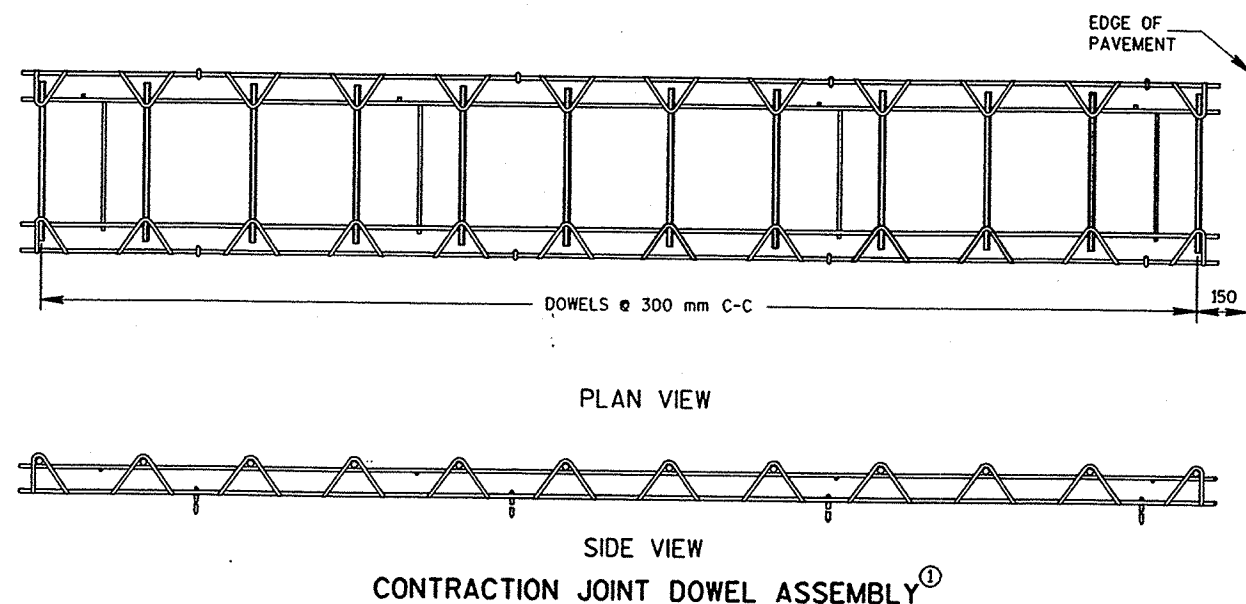 EDGE OF
PAVEMENT
DOWELS @ 300 mm C-C
150
PLAN VIEW
SIDE VIEW
CONTRACTION JOINT DOWEL ASSEMBLY①